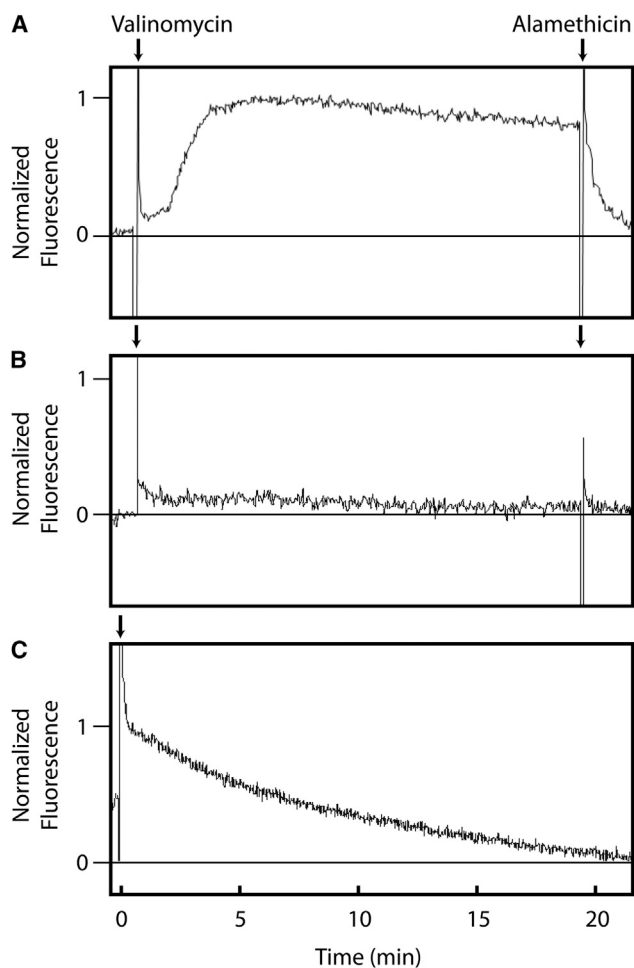 A
Valinomycin Alamethicin
1
0
Normalized
Fluorescence
B
1
0
Normalized
Fluorescence
C
1
0
Normalized
Fluorescence
0 5 10 15 20
Time (min)